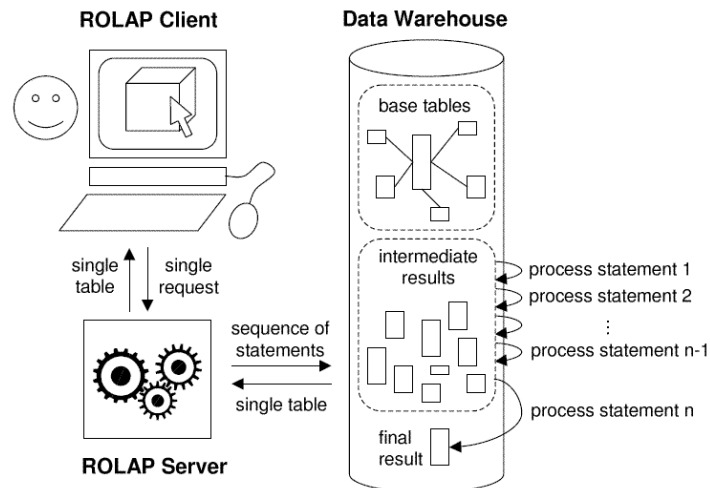 ROLAP Client
Data Warehouse
base tables
single
table
single
request
intermediate
results
process statement 1
process statement 2
⋮
process statement n-1
sequence of
statements
single table
process statement n
final
result
ROLAP Server